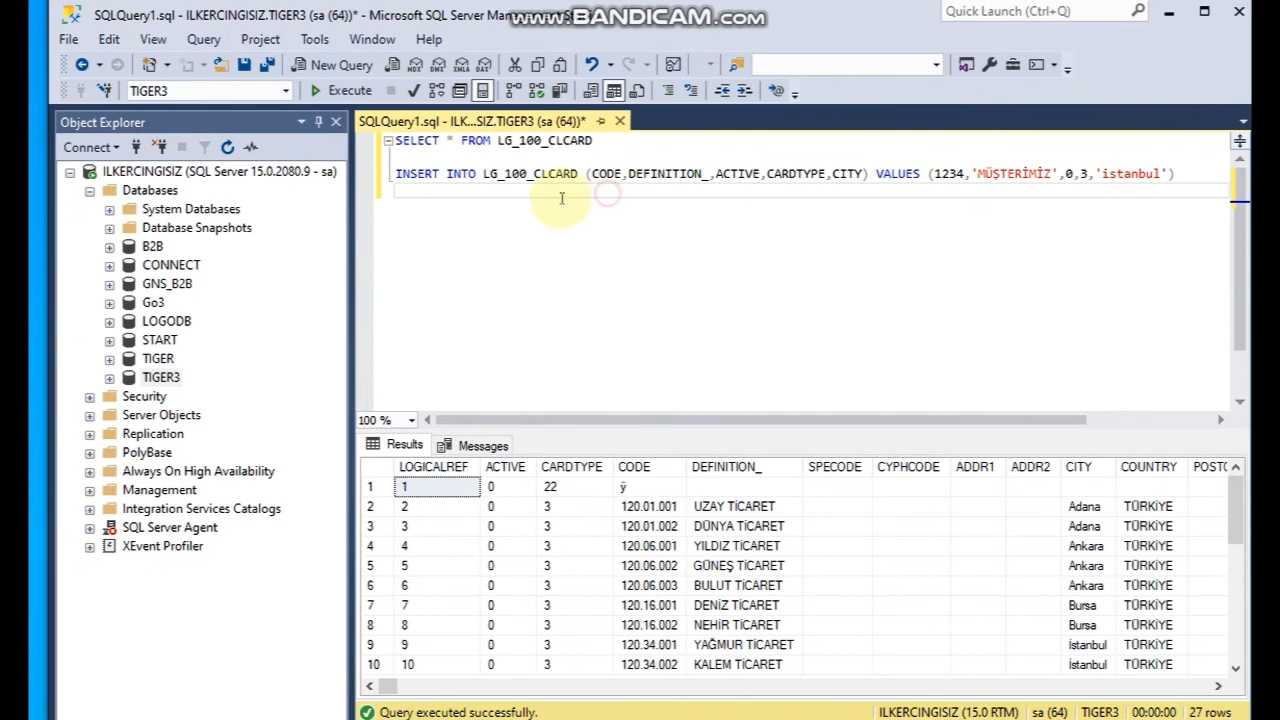 SQLQuery1.sql - ILKERCINGISIZ.TIGER3 (sa (64))* - Microsoft SQL Server
www.BANDICAM.com
Quick Launch (Ctrl+Q)
File Edit View Query Project Tools Window Help
New Query
TIGER3 Execute
Object Explorer
Connect
ILKERCINGISIZ (SQL Server 15.0.2080.9 - sa)
Databases
System Databases
Database Snapshots
B2B
CONNECT
GNS_B2B
Go3
LOGODB
START
TIGER
TIGER3
Security
Server Objects
Replication
PolyBase
Always On High Availability
Management
Integration Services Catalogs
SQL Server Agent
XEvent Profiler
SQLQuery1.sql - ILK...SIZ.TIGER3 (sa (64))*
SELECT * FROM LG_100_CLCARD
INSERT INTO LG_100_CLCARD (CODE,DEFINITION_,ACTIVE,CARDTYPE,CITY) VALUES (1234,'MÜŞTERİMİZ',0,3,'istanbul')
100 %
Results Messages
LOGICALREF ACTIVE CARDTYPE CODE DEFINITION_ SPECODE CYPHCODE ADDR1 ADDR2 CITY COUNTRY POSTC
1 1 0 22 ÿ
2 2 0 3 120.01.001 UZAY TİCARET Adana TÜRKİYE
3 3 0 3 120.01.002 DÜNYA TİCARET Adana TÜRKİYE
4 4 0 3 120.06.001 YILDIZ TİCARET Ankara TÜRKİYE
5 5 0 3 120.06.002 GÜNEŞ TİCARET Ankara TÜRKİYE
6 6 0 3 120.06.003 BULUT TİCARET Ankara TÜRKİYE
7 7 0 3 120.16.001 DENİZ TİCARET Bursa TÜRKİYE
8 8 0 3 120.16.002 NEHİR TİCARET Bursa TÜRKİYE
9 9 0 3 120.34.001 YAĞMUR TİCARET İstanbul TÜRKİYE
10 10 0 3 120.34.002 KALEM TİCARET İstanbul TÜRKİYE
Query executed successfully. ILKERCINGISIZ (15.0 RTM) sa (64) TIGER3 00:00:00 27 rows